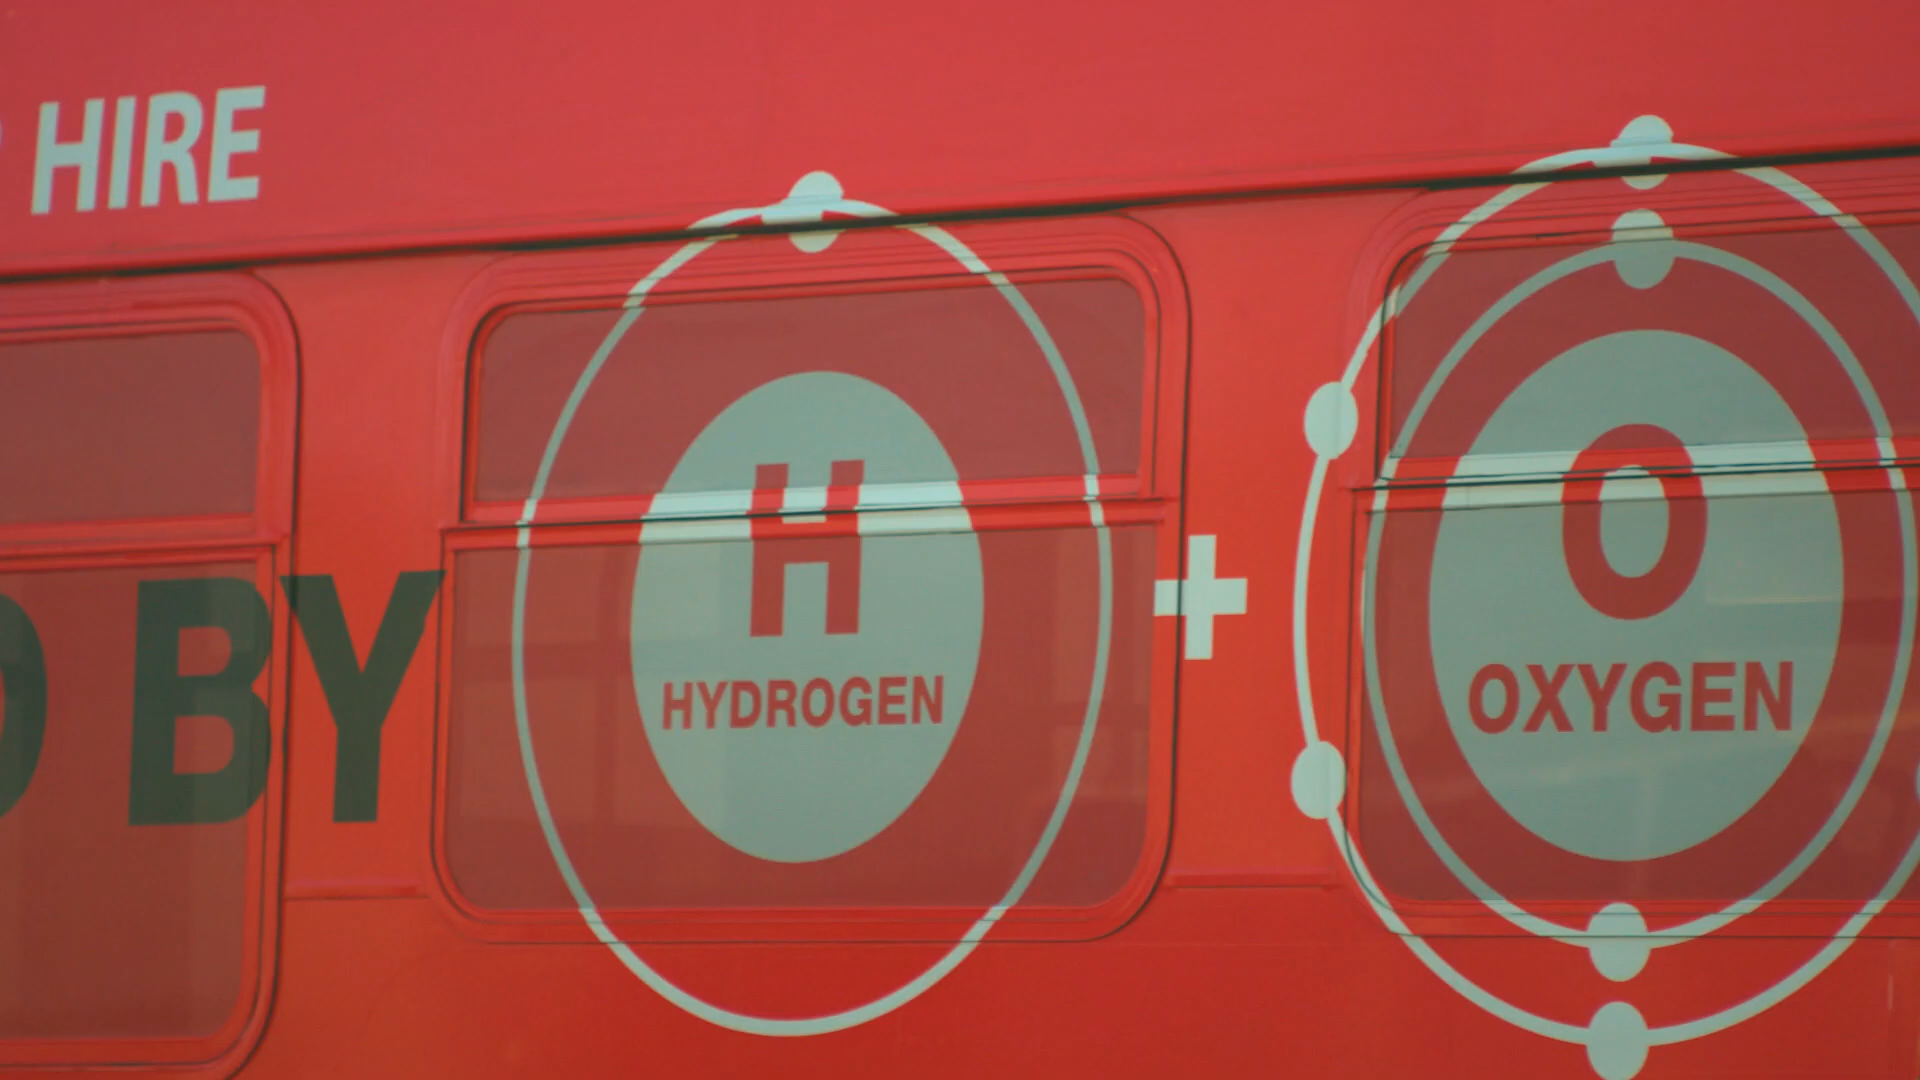 HIRE
BY
H
HYDROGEN
+
O
OXYGEN